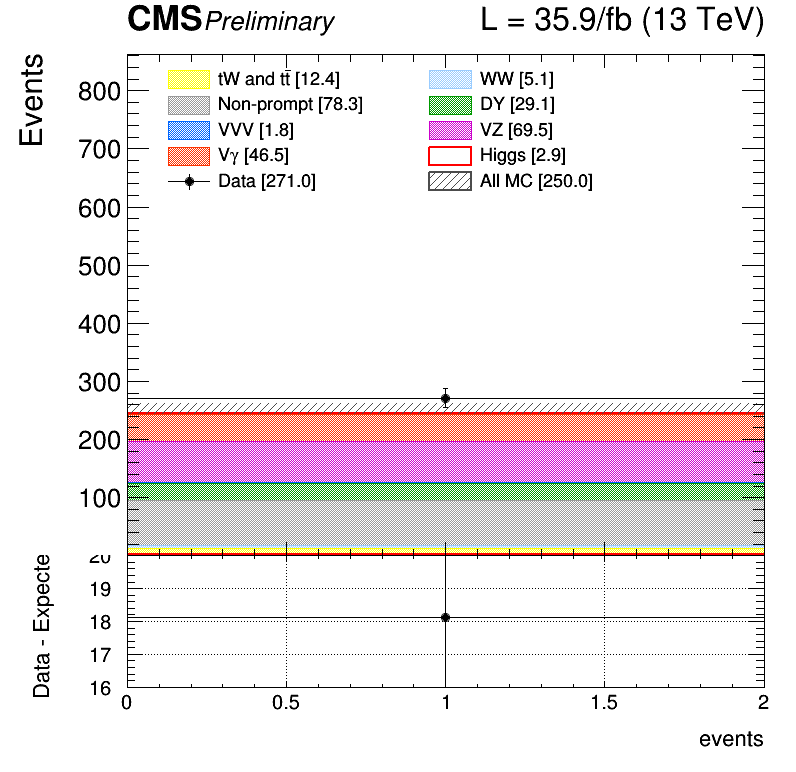 CMS Preliminary L = 35.9/fb (13 TeV)
Events
tW and tt̄ [12.4] WW [5.1]
Non-prompt [78.3] DY [29.1]
VVV [1.8] VZ [69.5]
Vγ [46.5] Higgs [2.9]
Data [271.0] All MC [250.0]
800
700
600
500
400
300
200
100
Data - Expecte
20
19
18
17
16
0 0.5 1 1.5 2
events